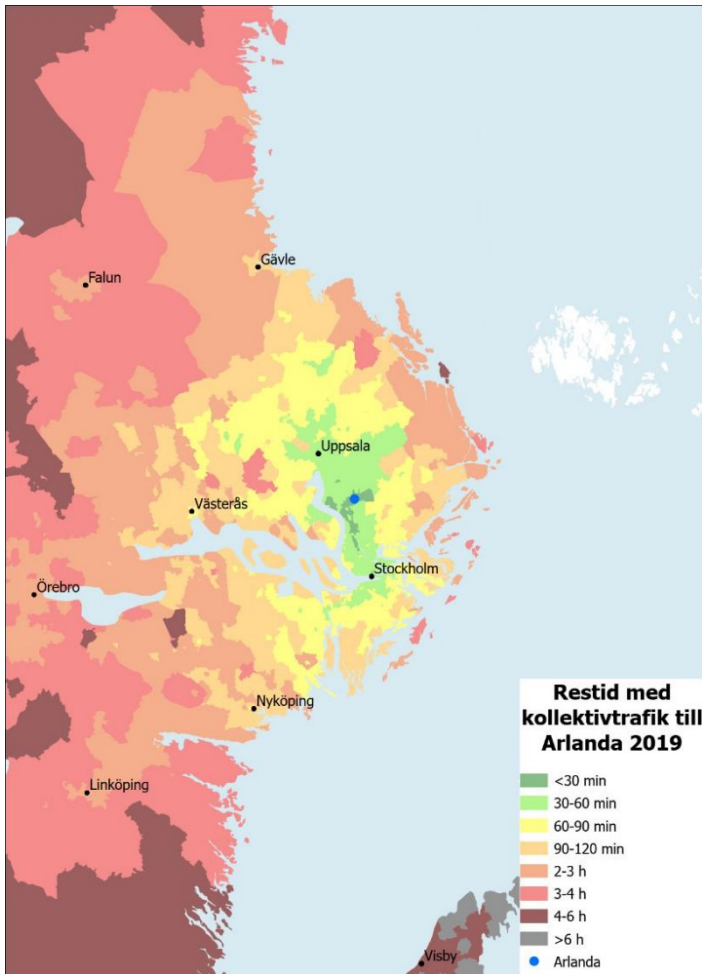 Gävle
Falun
Uppsala
Västerås
Stockholm
Örebro
Nyköping
Linköping
Visby
Restid med
kollektivtrafik till
Arlanda 2019
<30 min
30-60 min
60-90 min
90-120 min
2-3 h
3-4 h
4-6 h
>6 h
Arlanda